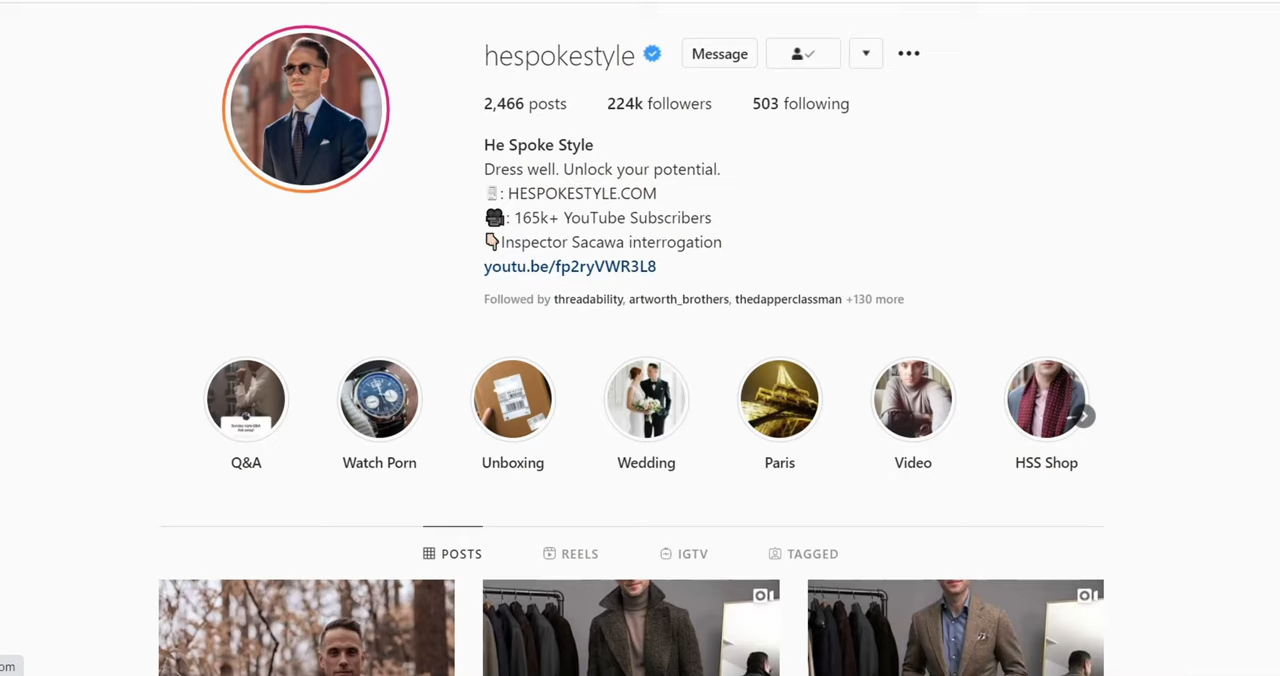 hespokestyle Message
2,466 posts 224k followers 503 following
He Spoke Style
Dress well. Unlock your potential.
: HESPOKESTYLE.COM
: 165k+ YouTube Subscribers
Inspector Sacawa interrogation
youtu.be/fp2ryVWR3L8
Followed by threadability, artworth_brothers, thedapperclassman +130 more
Q&A Watch Porn Unboxing Wedding Paris Video HSS Shop
POSTS REELS IGTV TAGGED
om